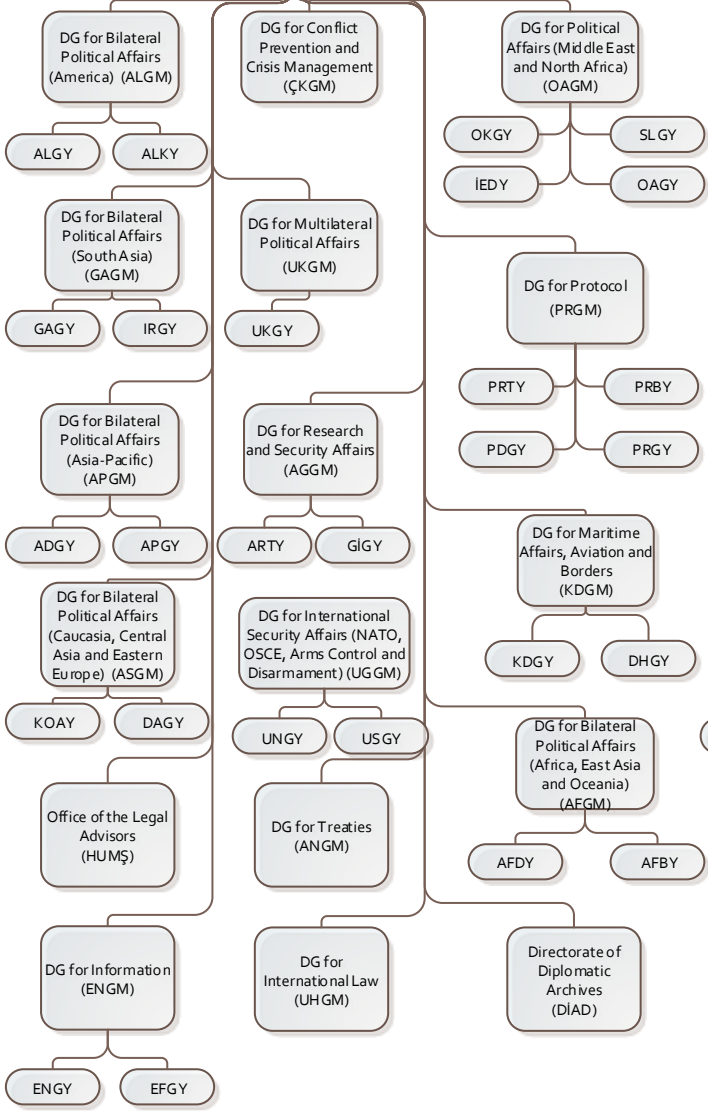 DG for Bilateral
Political Affairs
(America) (ALGM)
ALGY
ALKY
DG for Bilateral
Political Affairs
(South Asia)
(GAGM)
GAGY
IRGY
DG for Bilateral
Political Affairs
(Asia-Pacific)
(APGM)
ADGY
APGY
DG for Bilateral
Political Affairs
(Caucasia, Central
Asia and Eastern
Europe) (ASGM)
KOAY
DAGY
Office of the Legal
Advisors
(HUMŞ)
DG for Information
(ENGM)
ENGY
EFGY
DG for Conflict
Prevention and
Crisis Management
(ÇKGM)
DG for Multilateral
Political Affairs
(UKGM)
UKGY
DG for Research
and Security Affairs
(AGGM)
ARTY
GİGY
DG for International
Security Affairs (NATO,
OSCE, Arms Control and
Disarmament) (UGGM)
UNGY
USGY
DG for Treaties
(ANGM)
DG for
International Law
(UHGM)
DG for Political
Affairs (Middle East
and North Africa)
(OAGM)
OKGY
SLGY
İEDY
OAGY
DG for Protocol
(PRGM)
PRTY
PRBY
PDGY
PRGY
DG for Maritime
Affairs, Aviation and
Borders
(KDGM)
KDGY
DHGY
DG for Bilateral
Political Affairs
(Africa, East Asia
and Oceania)
(AFGM)
AFDY
AFBY
Directorate of
Diplomatic
Archives
(DİAD)